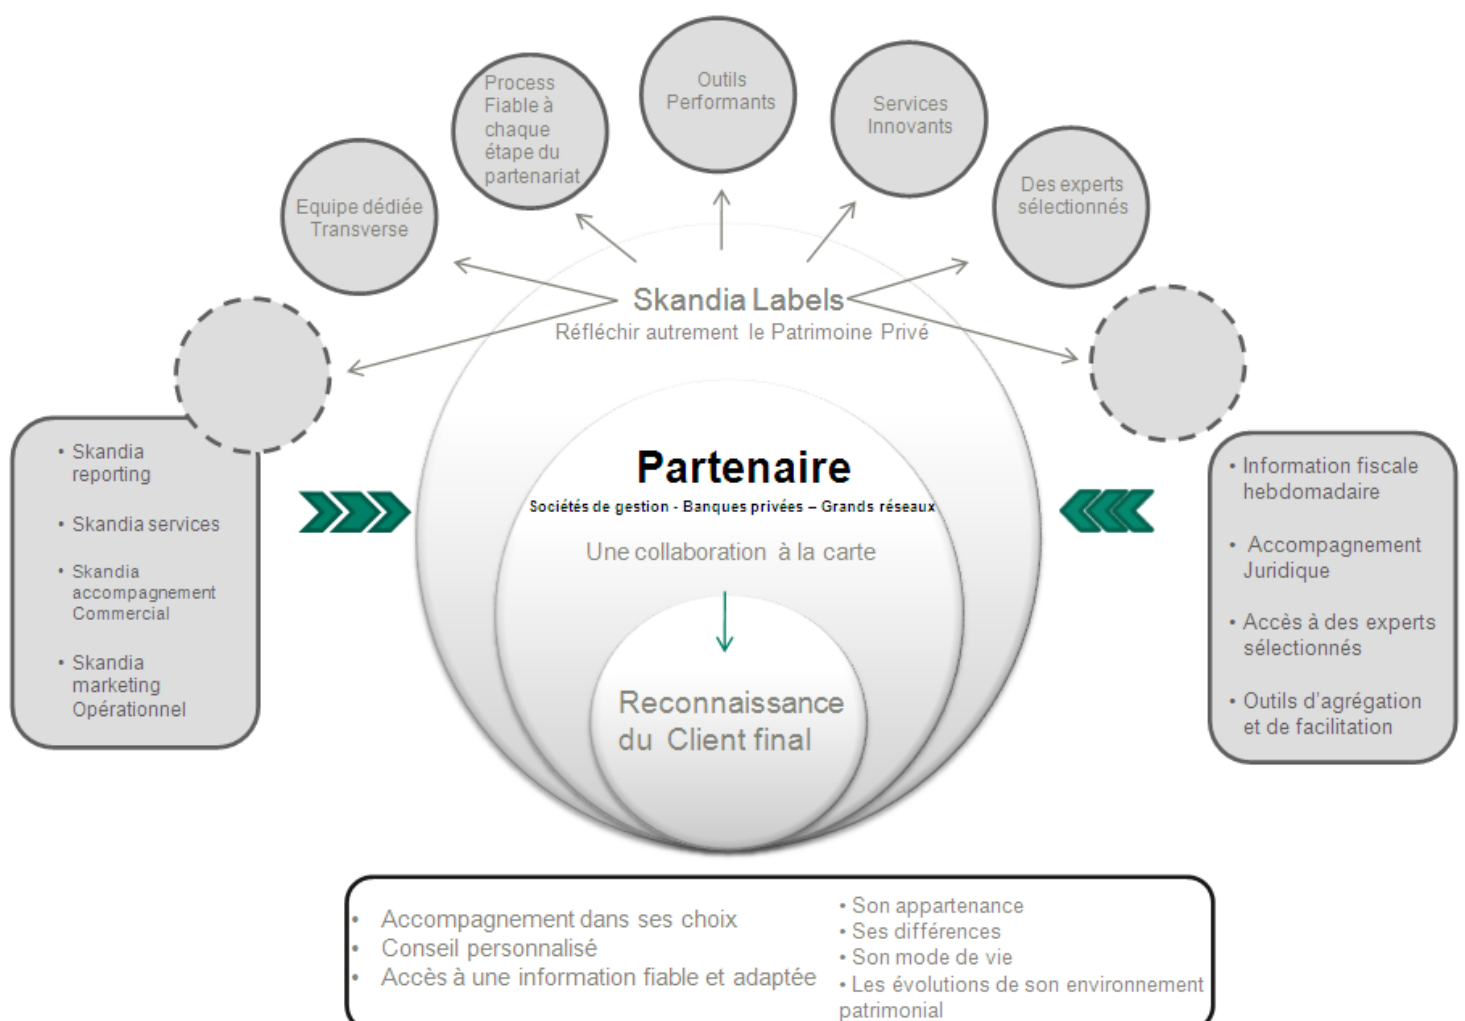 Outils
Performants
Process
Fiable à
chaque
étape du
partenariat
Services
Innovants
Equipe dédiée
Transverse
Des experts
sélectionnés
Skandia Labels
Réfléchir autrement le Patrimoine Privé
Partenaire
Sociétés de gestion - Banques privées – Grands réseaux
Une collaboration à la carte
Reconnaissance
du Client final
• Skandia
reporting
• Skandia services
• Skandia
accompagnement
Commercial
• Skandia
marketing
Opérationnel
• Information fiscale
hebdomadaire
• Accompagnement
Juridique
• Accès à des experts
sélectionnés
• Outils d'agrégation
et de facilitation
• Accompagnement dans ses choix
• Conseil personnalisé
• Accès à une information fiable et adaptée
• Son appartenance
• Ses différences
• Son mode de vie
• Les évolutions de son environnement
patrimonial